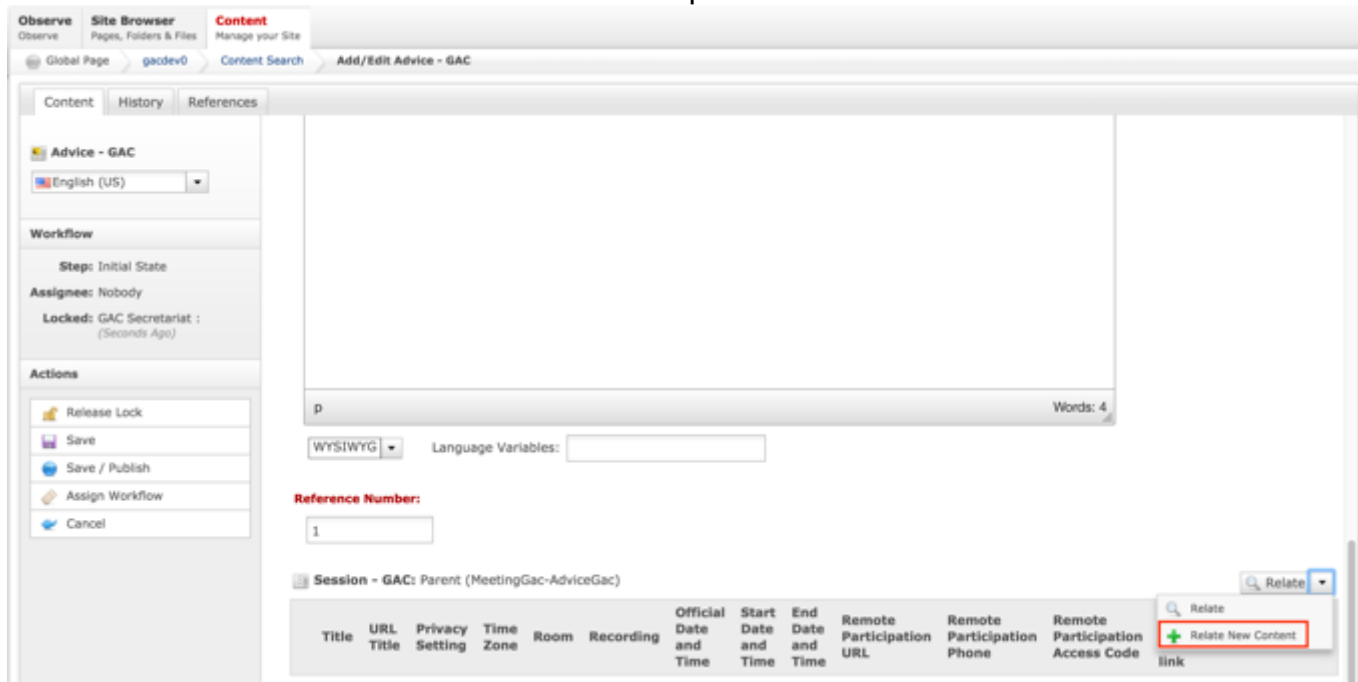 Observe Site Browser Content
Observe Pages, Folders & Files Manage your Site
Global Page gacdev0 Content Search Add/Edit Advice - GAC
Content History References
Advice - GAC
English (US)
Workflow
Step: Initial State
Assignee: Nobody
Locked: GAC Secretariat :
(Seconds Ago)
Actions
Release Lock
Save
Save / Publish
Assign Workflow
Cancel
p Words: 4
WYSIWYG Language Variables:
Reference Number:
1
Session - GAC: Parent (MeetingGac-AdviceGac) Relate
Relate
Relate New Content
Title URL Title Privacy Setting Time Zone Room Recording Official Date and Time Start Date and Time End Date and Time Remote Participation URL Remote Participation Phone Remote Participation Access Code link